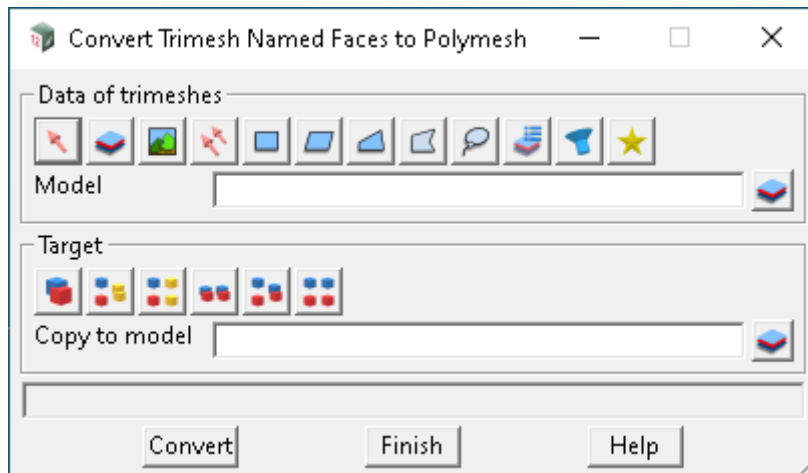 Convert Trimesh Named Faces to Polymesh
Data of trimeshes
Model
Target
Copy to model
Convert Finish Help